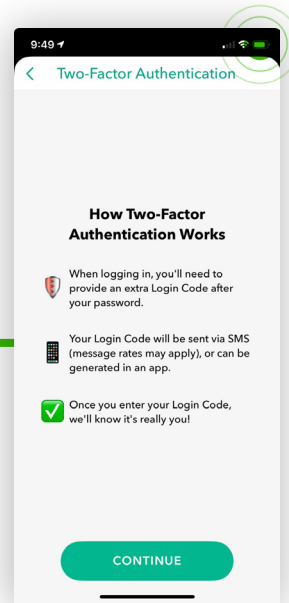 9:49
Two-Factor Authentication
How Two-Factor
Authentication Works
When logging in, you'll need to
provide an extra Login Code after
your password.
Your Login Code will be sent via SMS
(message rates may apply), or can be
generated in an app.
Once you enter your Login Code,
we'll know it's really you!
CONTINUE